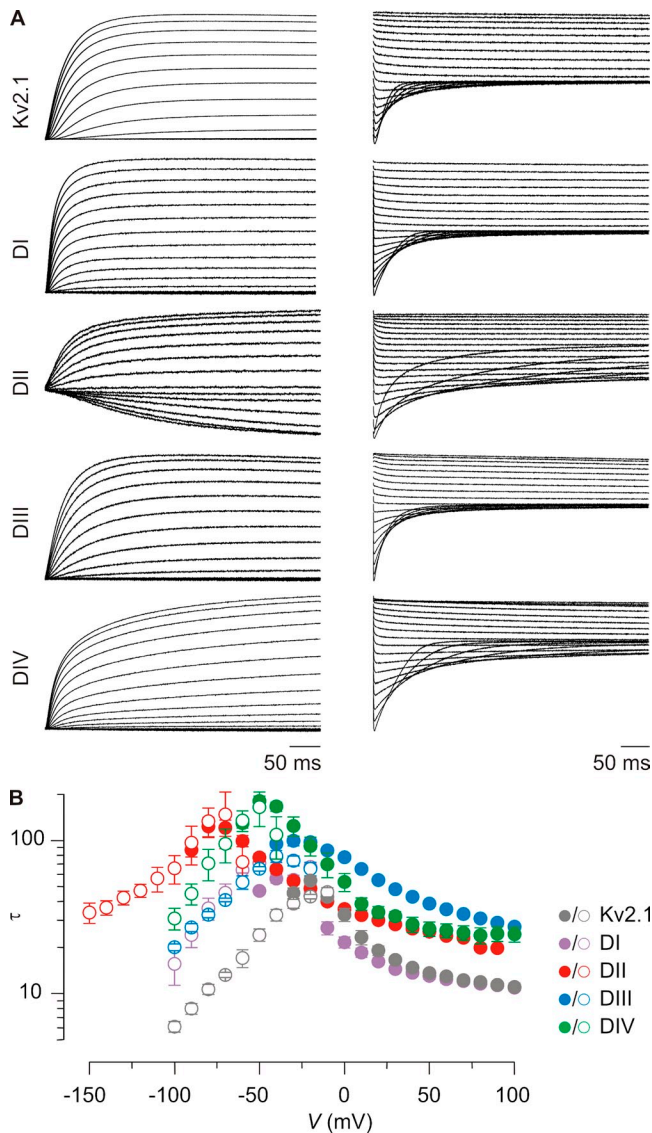 A
Kv2.1
DI
DII
DIII
DIV
50 ms
50 ms
B
100
10
τ
-150
-100
-50
0
50
100
V (mV)
/ Kv2.1
/ DI
/ DII
/ DIII
/ DIV